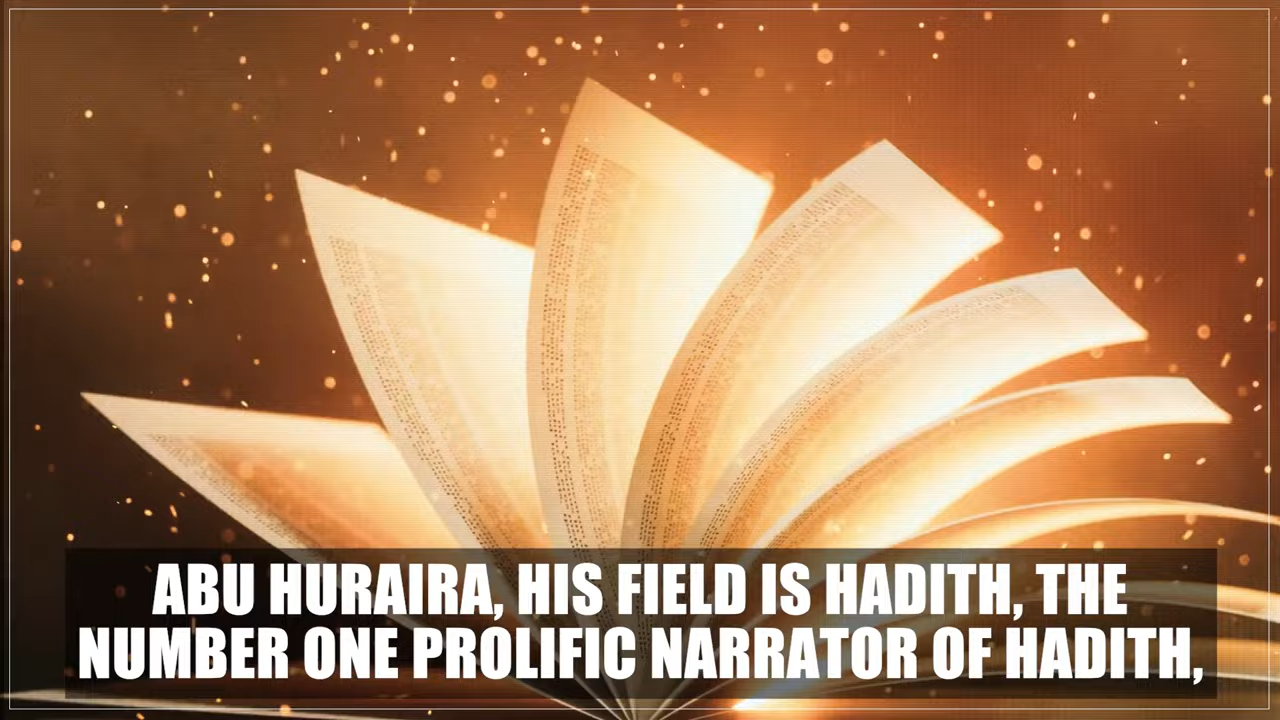 ABU HURAIRA, HIS FIELD IS HADITH, THE
NUMBER ONE PROLIFIC NARRATOR OF HADITH,